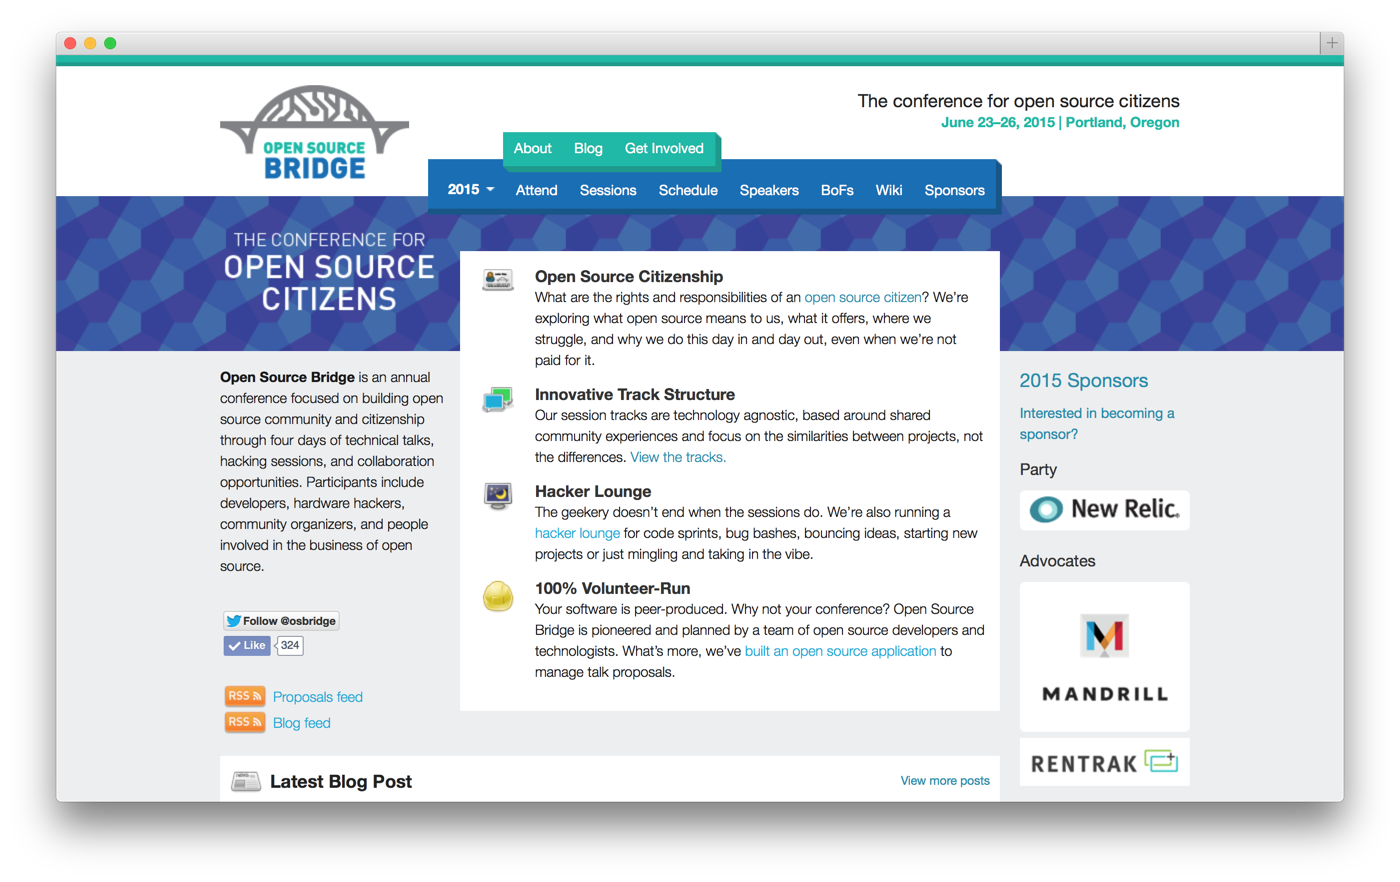 OPEN SOURCE
BRIDGE
The conference for open source citizens
June 23–26, 2015 | Portland, Oregon
About Blog Get Involved
2015 Attend Sessions Schedule Speakers BoFs Wiki Sponsors
THE CONFERENCE FOR
OPEN SOURCE
CITIZENS
Open Source Bridge is an annual
conference focused on building open
source community and citizenship
through four days of technical talks,
hacking sessions, and collaboration
opportunities. Participants include
developers, hardware hackers,
community organizers, and people
involved in the business of open
source.
Follow @osbridge
Like 324
RSS Proposals feed
RSS Blog feed
Open Source Citizenship
What are the rights and responsibilities of an open source citizen? We’re
exploring what open source means to us, what it offers, where we
struggle, and why we do this day in and day out, even when we’re not
paid for it.
Innovative Track Structure
Our session tracks are technology agnostic, based around shared
community experiences and focus on the similarities between projects, not
the differences. View the tracks.
Hacker Lounge
The geekery doesn’t end when the sessions do. We’re also running a
hacker lounge for code sprints, bug bashes, bouncing ideas, starting new
projects or just mingling and taking in the vibe.
100% Volunteer-Run
Your software is peer-produced. Why not your conference? Open Source
Bridge is pioneered and planned by a team of open source developers and
technologists. What’s more, we’ve built an open source application to
manage talk proposals.
2015 Sponsors
Interested in becoming a
sponsor?
Party
New Relic.
Advocates
MANDRILL
RENTRAK
Latest Blog Post
View more posts